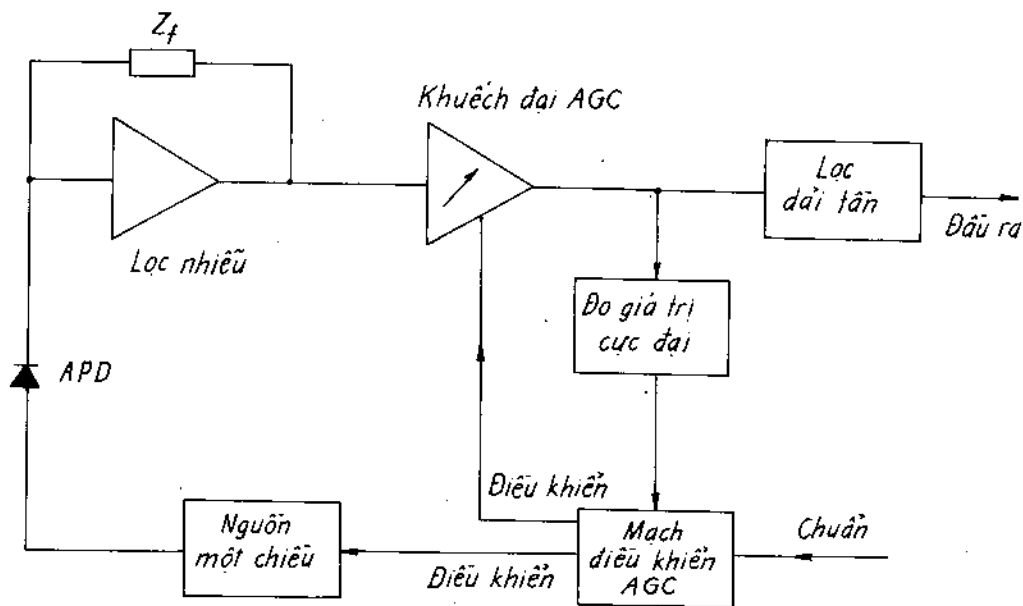 Zf
Khuếch đại AGC
Lọc nhiễu
Lọc
dải tần
Đầu ra
Đo giá trị
cực đại
APD
Điều khiển
Nguồn
một chiều
Điều khiển
Mạch
điều khiển
AGC
Chuẩn